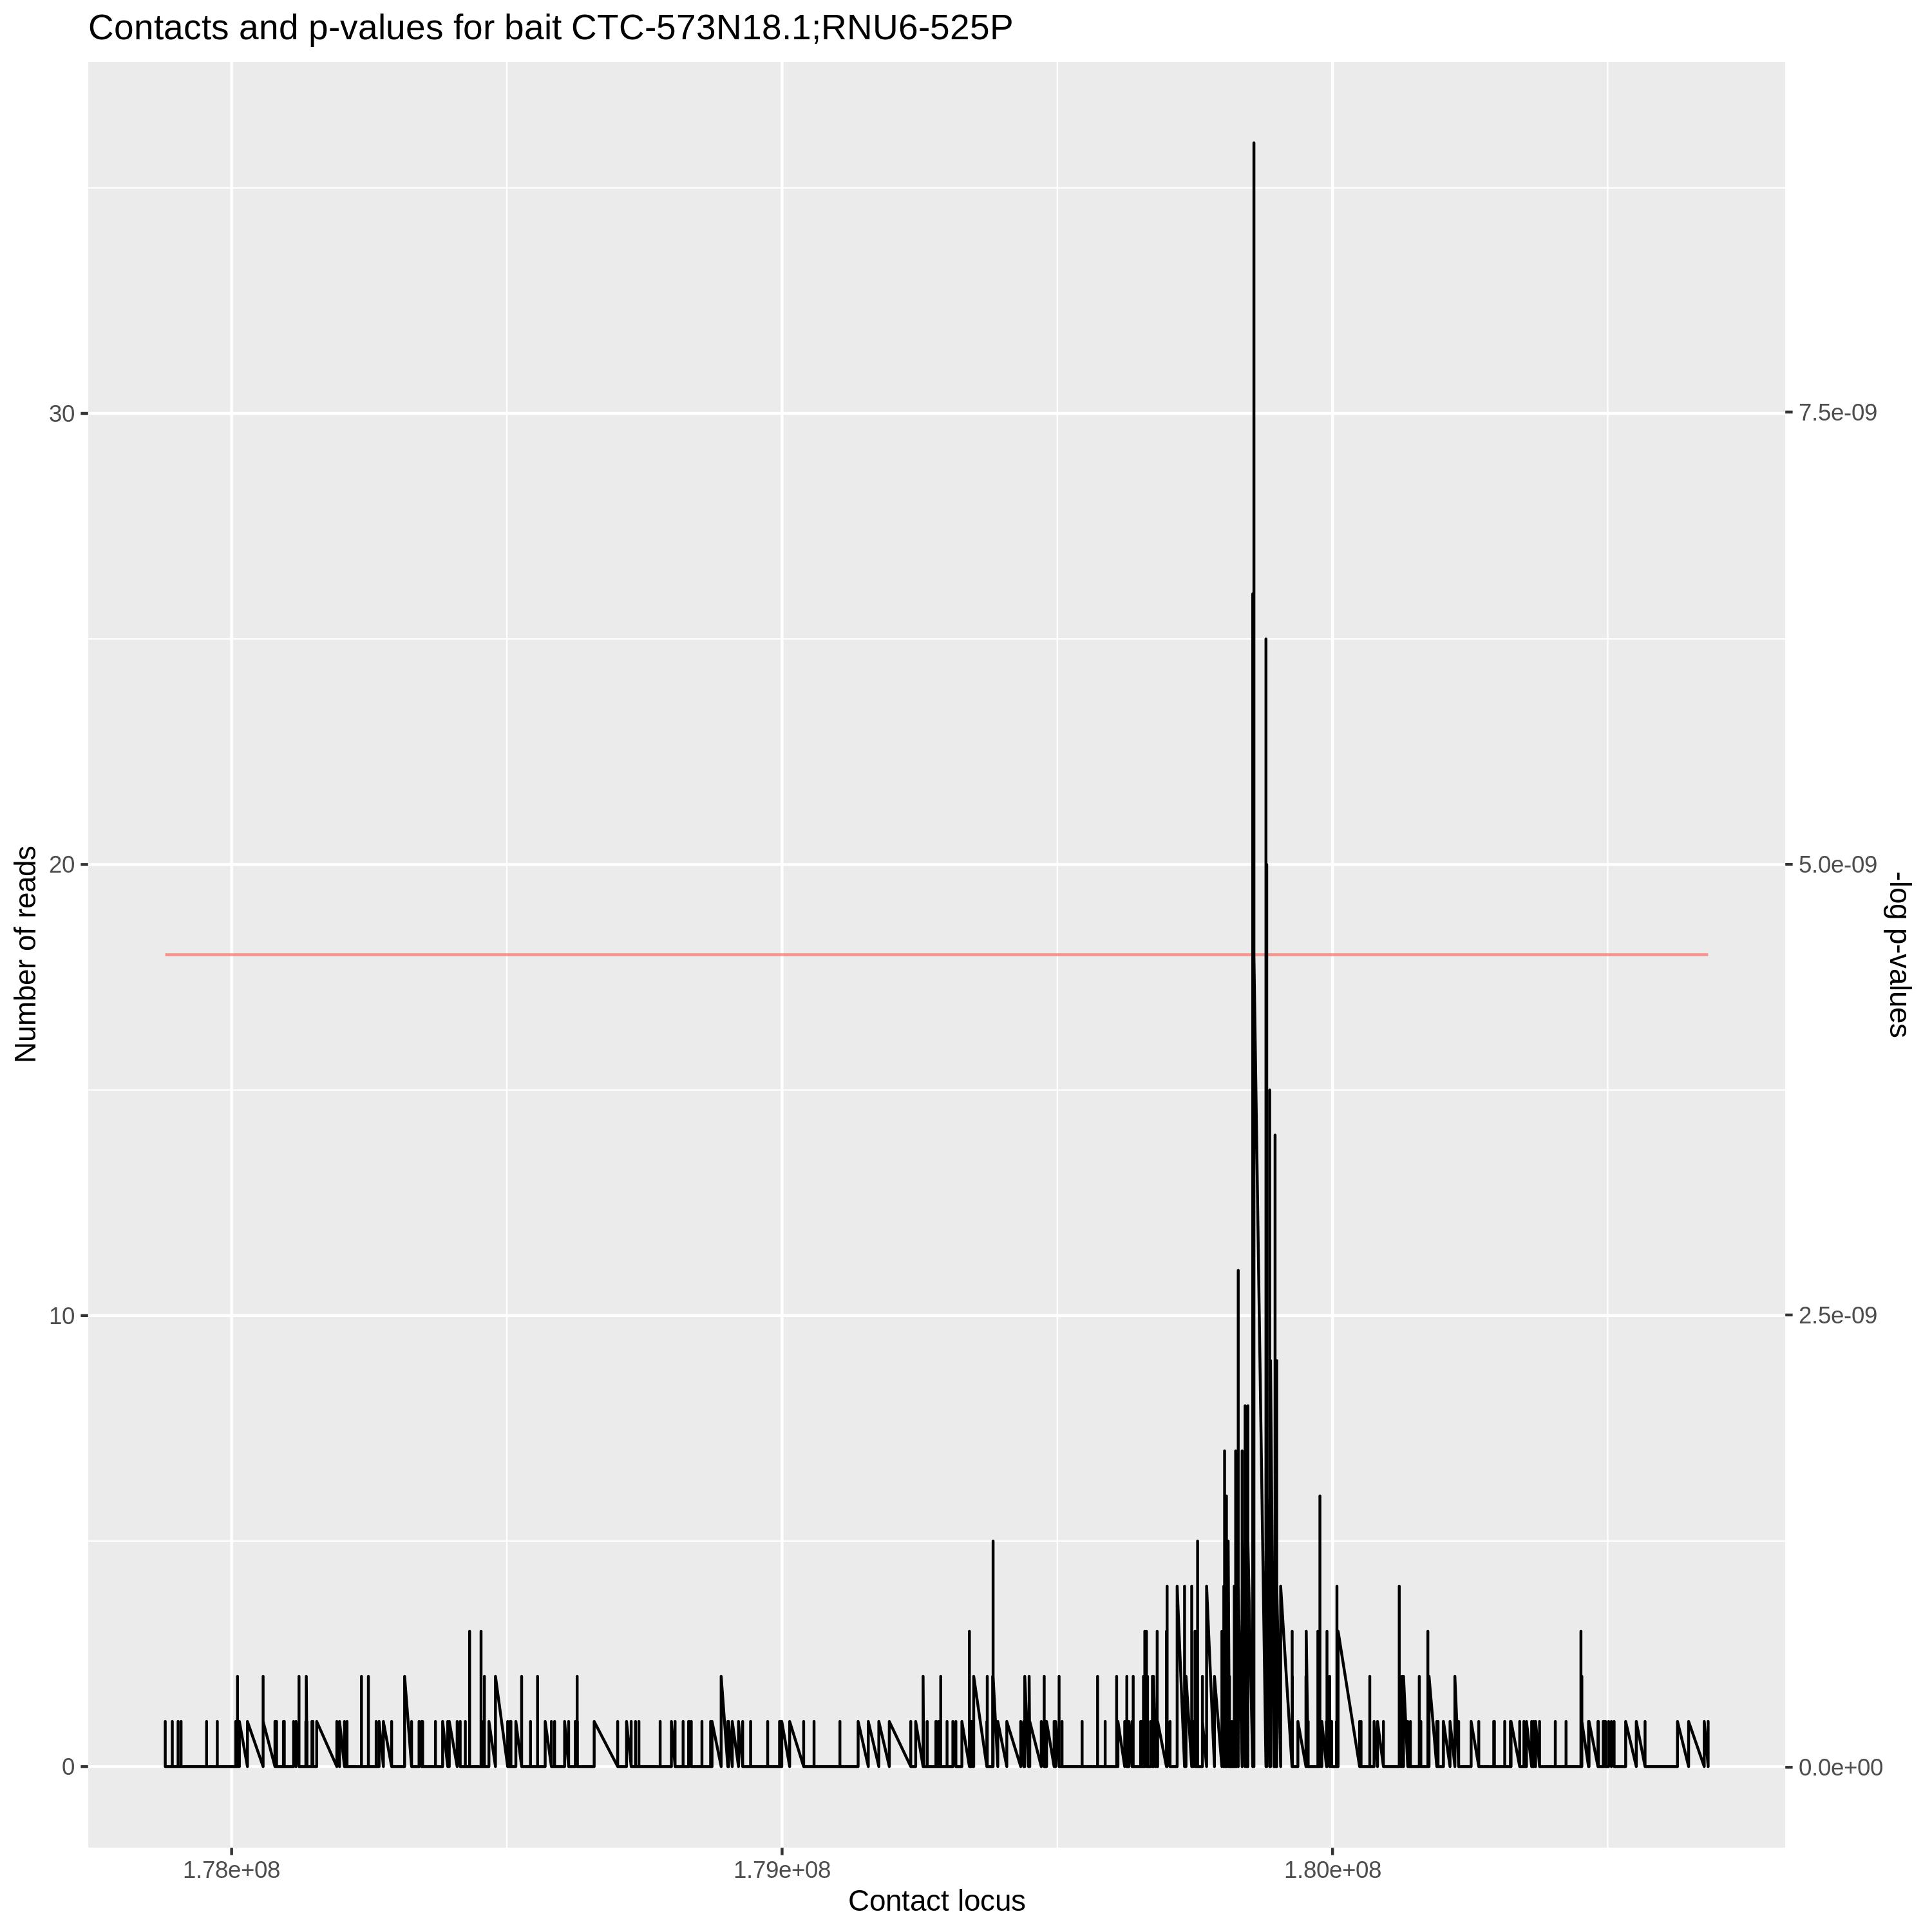 Contacts and p-values for bait CTC-573N18.1;RNU6-525P
30
20
10
0
Number of reads
7.5e-09
5.0e-09
2.5e-09
0.0e+00
-log p-values
1.78e+08
1.79e+08
1.80e+08
Contact locus